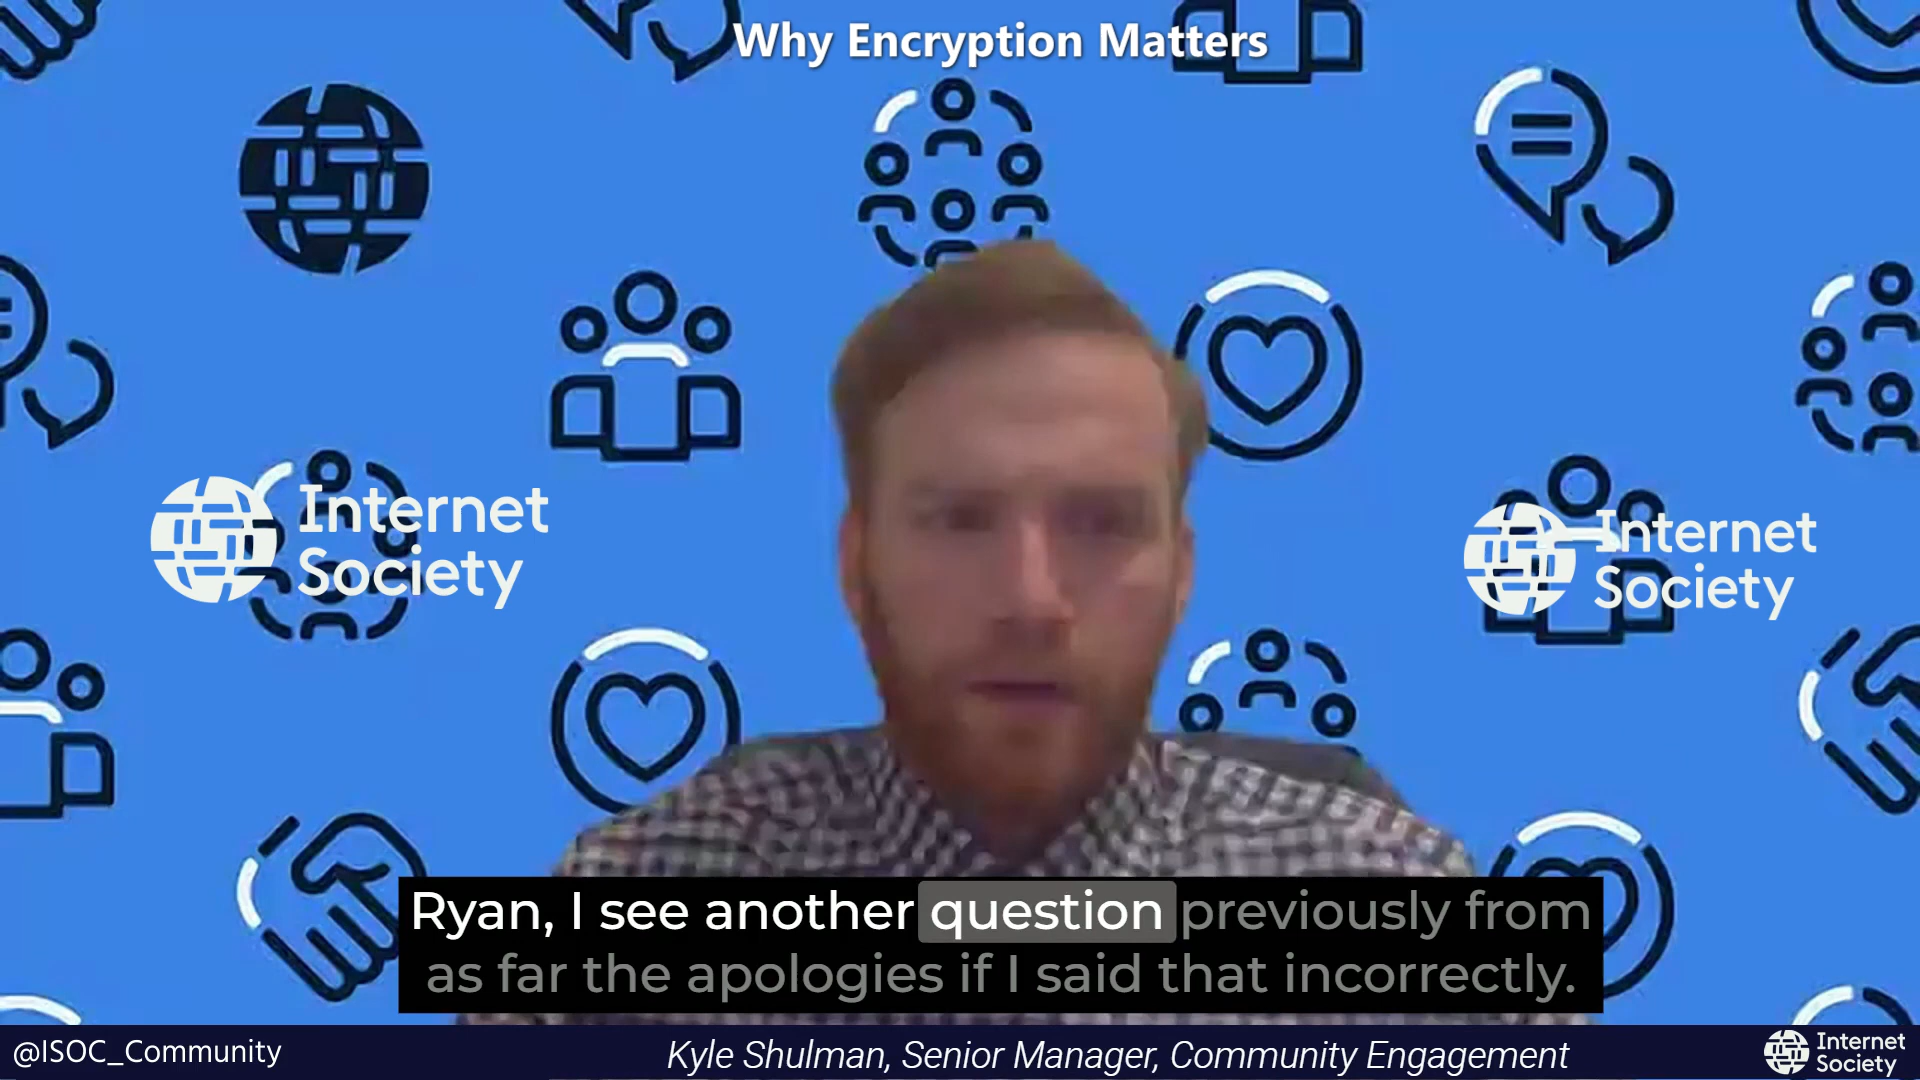 Why Encryption Matters
Internet
Society
Internet
Society
Ryan, I see another question previously from
as far the apologies if I said that incorrectly.
@ISOC_Community
Kyle Shulman, Senior Manager, Community Engagement
Internet
Society